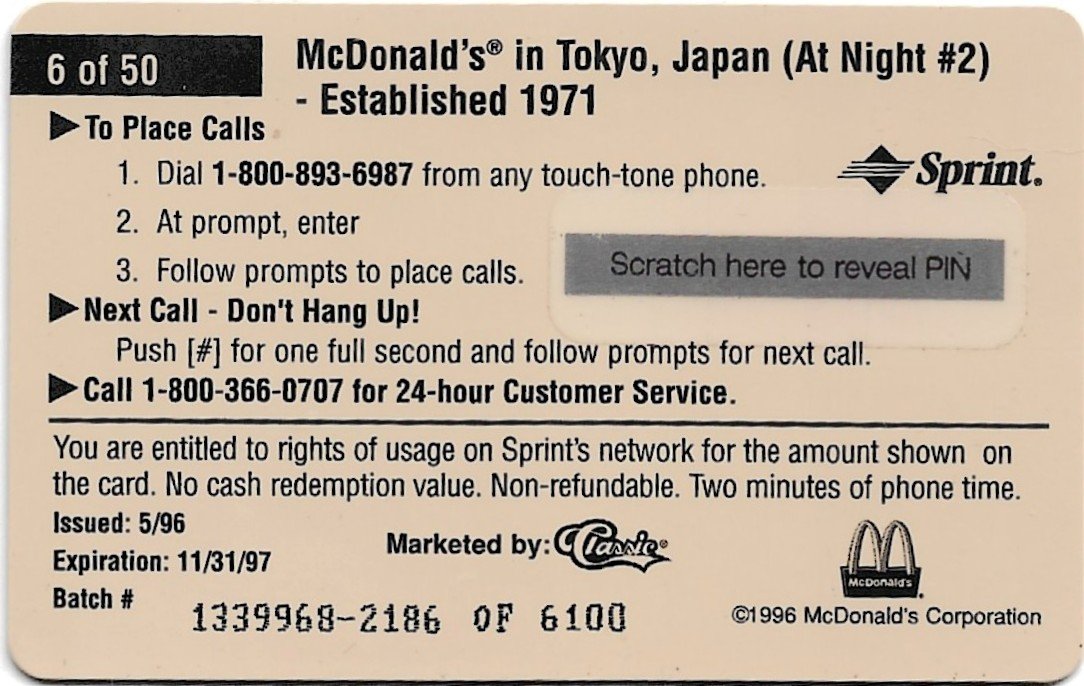 6 of 50
McDonald's® in Tokyo, Japan (At Night #2)
- Established 1971
▶To Place Calls
1. Dial 1-800-893-6987 from any touch-tone phone.
Sprint.
2. At prompt, enter
Scratch here to reveal PIN
3. Follow prompts to place calls.
▶Next Call - Don't Hang Up!
Push [#] for one full second and follow prompts for next call.
▶Call 1-800-366-0707 for 24-hour Customer Service.
You are entitled to rights of usage on Sprint's network for the amount shown on
the card. No cash redemption value. Non-refundable. Two minutes of phone time.
Issued: 5/96
Expiration: 11/31/97
Marketed by: Classic®
McDonald's
Batch # 1339968-2186 OF 6100
©1996 McDonald's Corporation